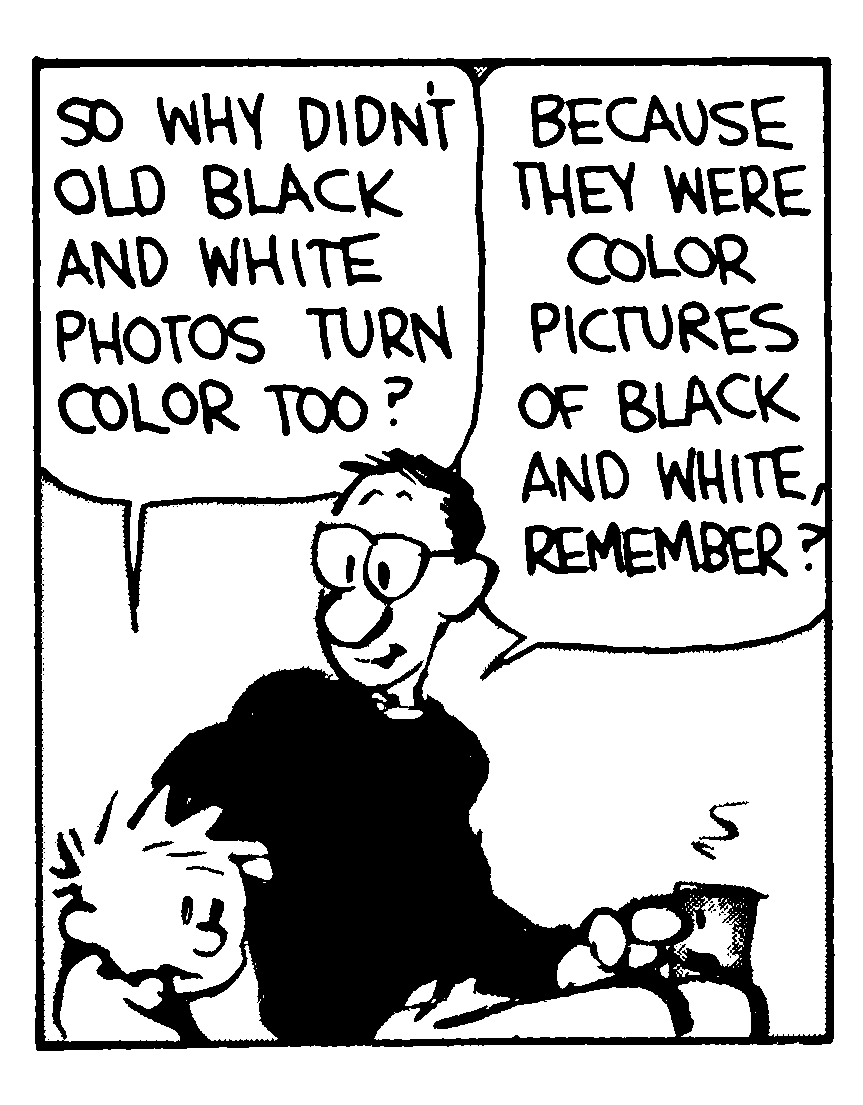 SO WHY DIDN'T
OLD BLACK
AND WHITE
PHOTOS TURN
COLOR TOO?
BECAUSE
THEY WERE
COLOR
PICTURES
OF BLACK
AND WHITE,
REMEMBER?